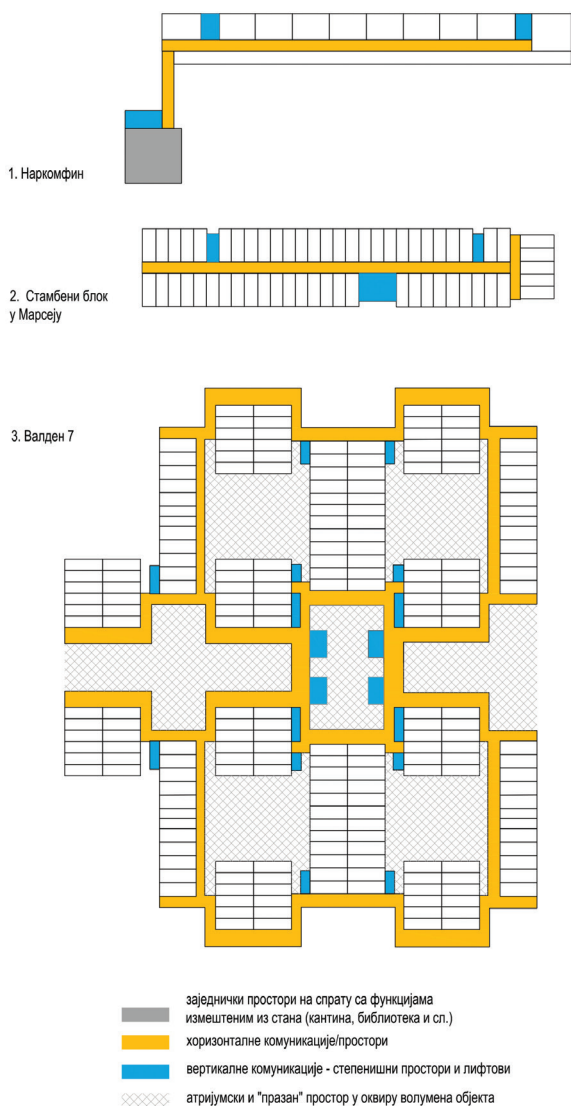 1. Наркомфин
2. Стамбени блок
у Марсеју
3. Валден 7
заједнички простори на спрату са функцијама
измештеним из стана (кантина, библиотека и сл.)
хоризонталне комуникације/простори
вертикалне комуникације - степенишни простори и лифтови
атријумски и "празан" простор у оквиру волумена објекта